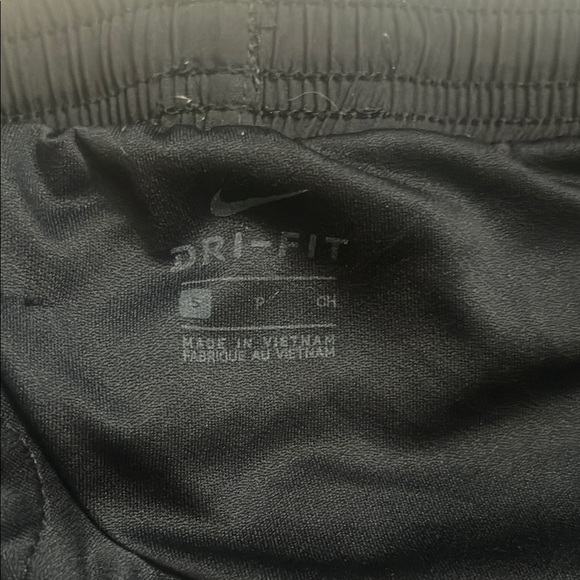 DRI-FIT
S P CH
MADE IN VIETNAM
FABRIQUE AU VIETNAM